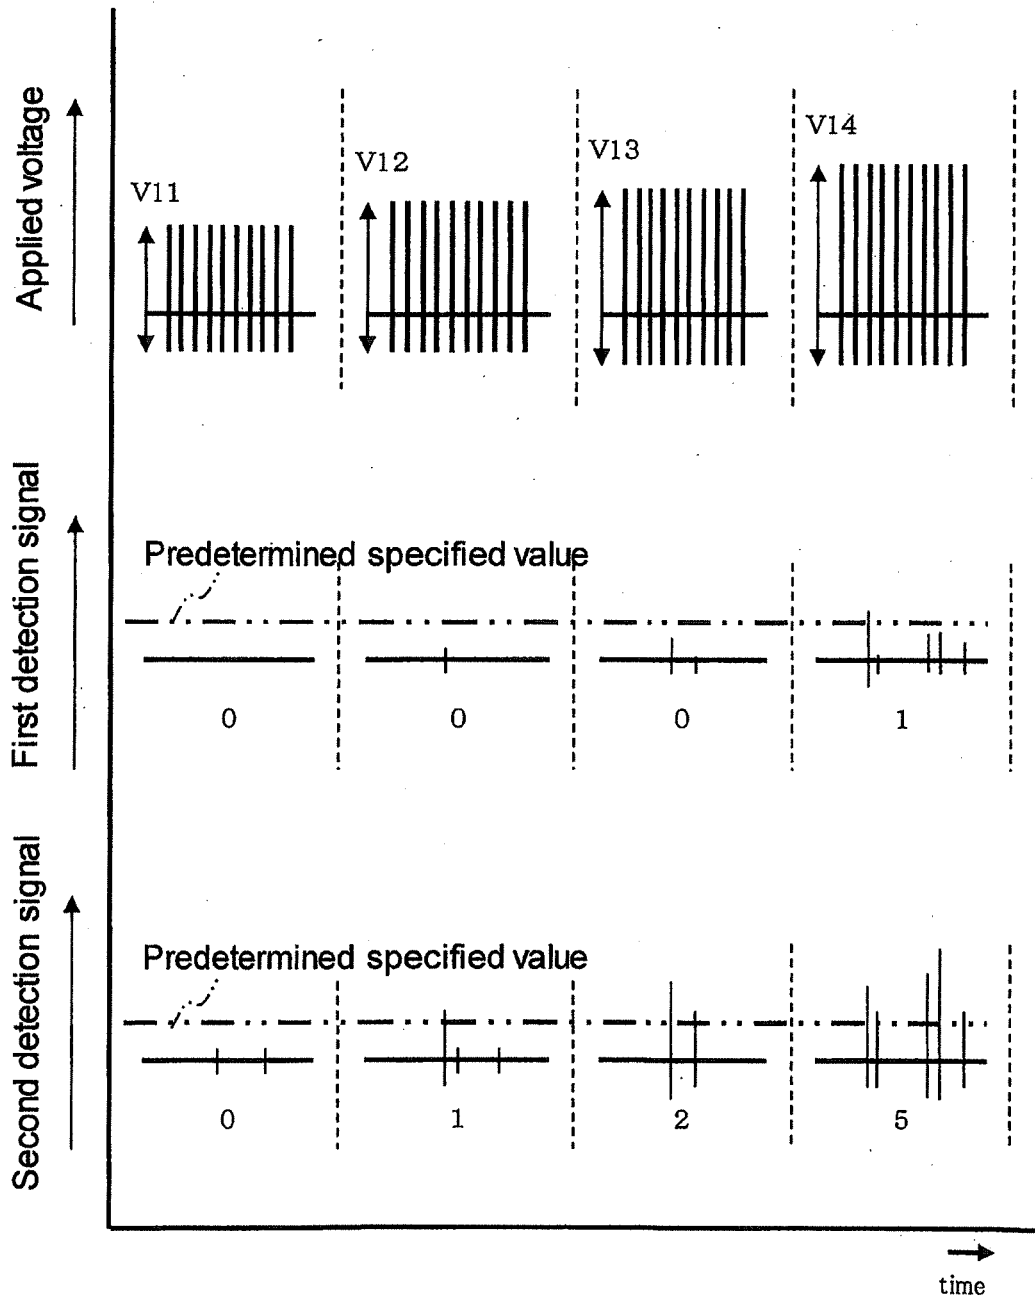 Applied voltage
V11
V12
V13
V14
First detection signal
Predetermined specified value
0
0
0
1
Second detection signal
Predetermined specified value
0
1
2
5
time